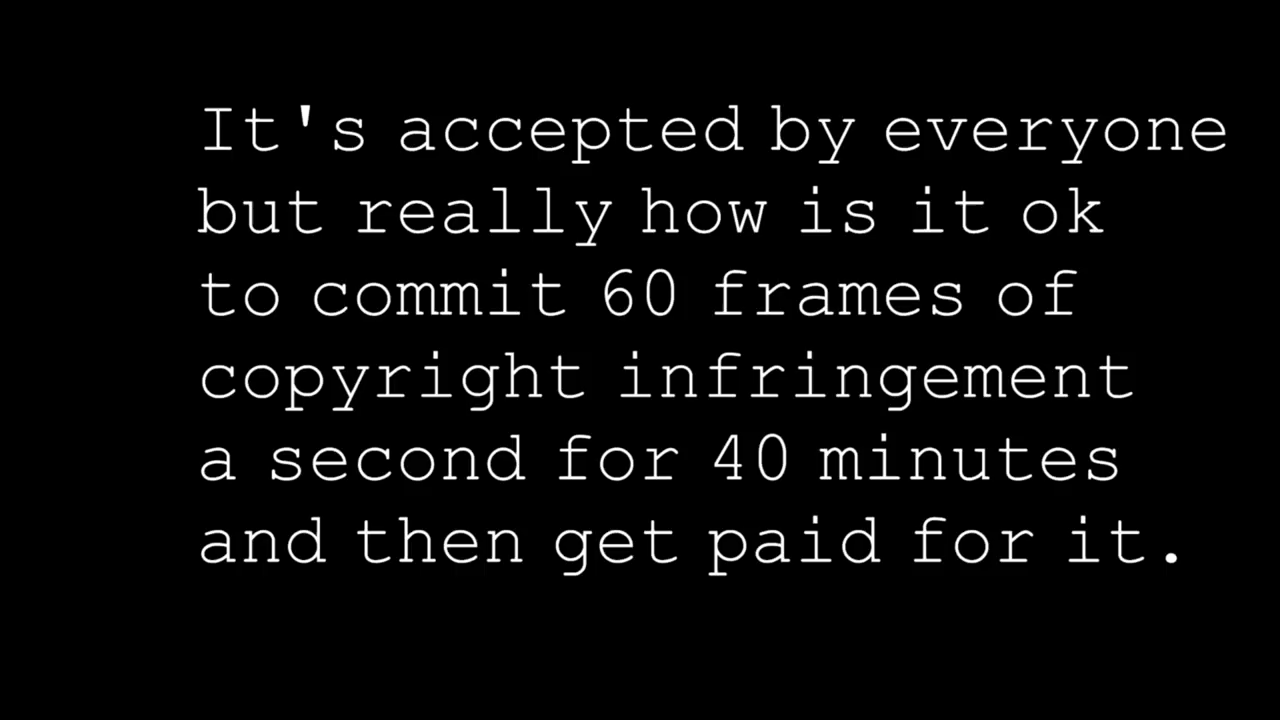 It's accepted by everyone
but really how is it ok
to commit 60 frames of
copyright infringement
a second for 40 minutes
and then get paid for it.